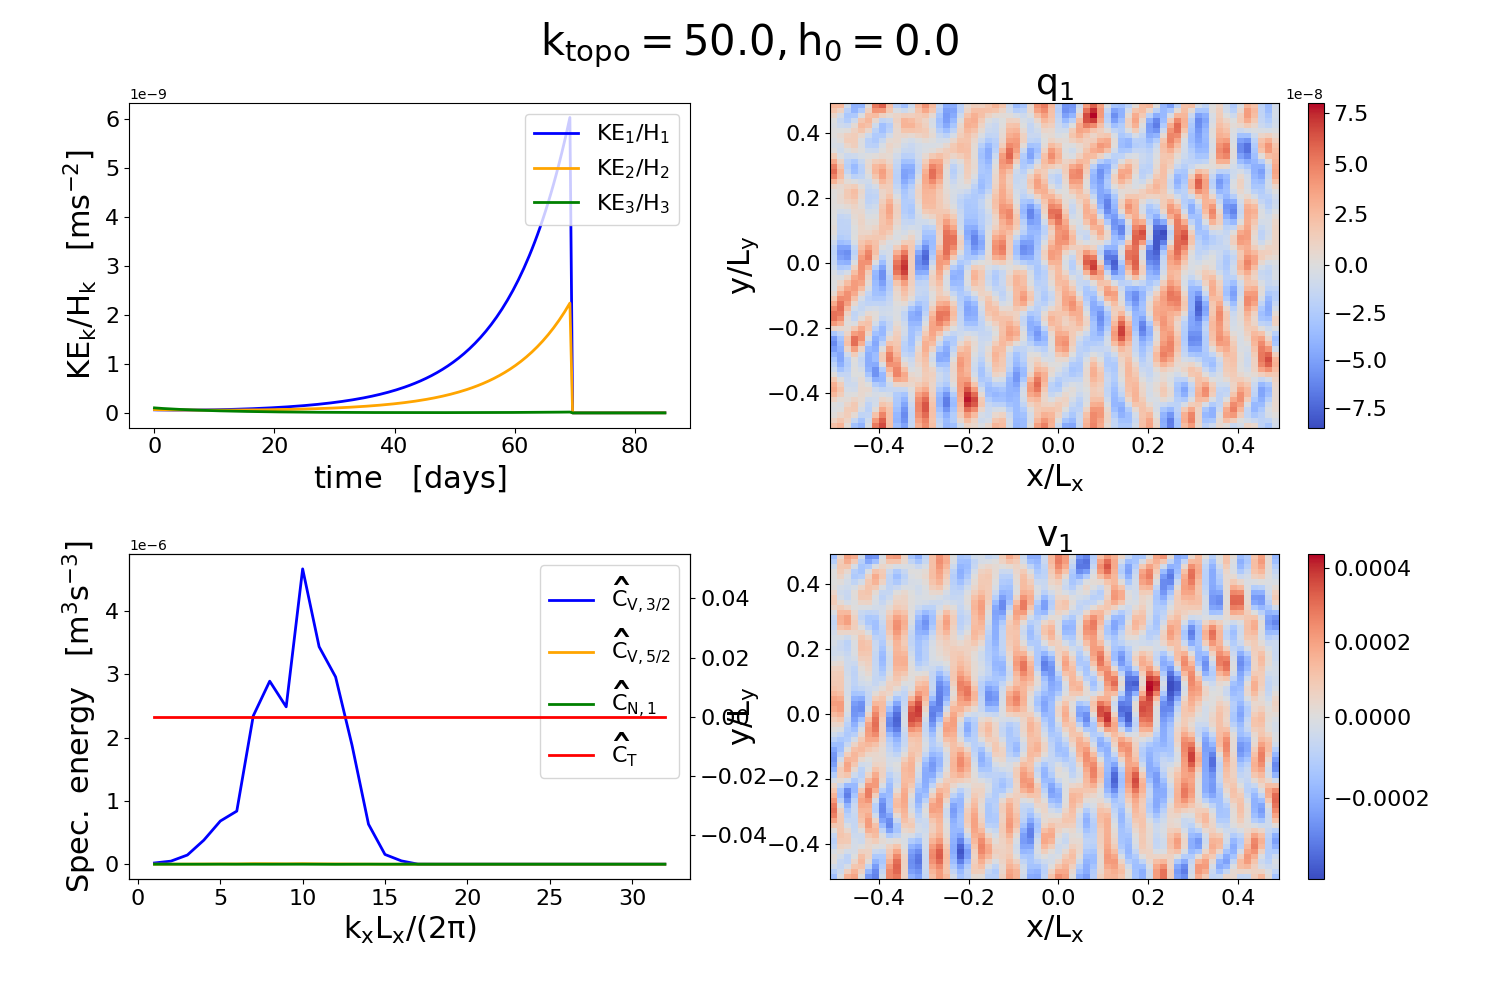 k_topo = 50.0, h_0 = 0.0
1e−9
6
5
4
3
2
1
0
KE_k/H_k [ms^−2]
KE_1/H_1
KE_2/H_2
KE_3/H_3
0 20 40 60 80
time [days]
q_1
1e−8
0.4
0.2
0.0
−0.2
−0.4
y/L_y
−0.4 −0.2 0.0 0.2 0.4
x/L_x
7.5
5.0
2.5
0.0
−2.5
−5.0
−7.5
1e−6
4
3
2
1
0
Spec. energy [m^3s^−3]
Ĉ_V,3/2
Ĉ_V,5/2
Ĉ_N,1
Ĉ_T
0.04
0.02
0.00
−0.02
−0.04
0 5 10 15 20 25 30
k_xL_x/(2π)
v_1
0.4
0.2
0.0
−0.2
−0.4
y/L_y
−0.4 −0.2 0.0 0.2 0.4
x/L_x
0.0004
0.0002
0.0000
−0.0002